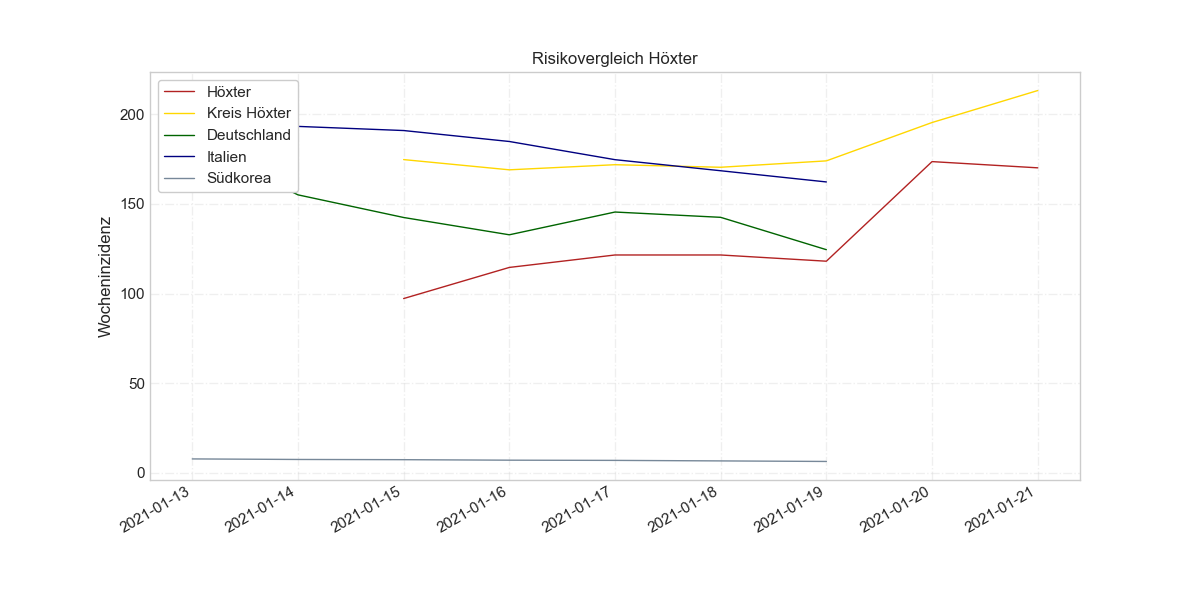 Risikovergleich Höxter
Höxter
Kreis Höxter
Deutschland
Italien
Südkorea
Wocheninzidenz
200
150
100
50
0
2021-01-13
2021-01-14
2021-01-15
2021-01-16
2021-01-17
2021-01-18
2021-01-19
2021-01-20
2021-01-21